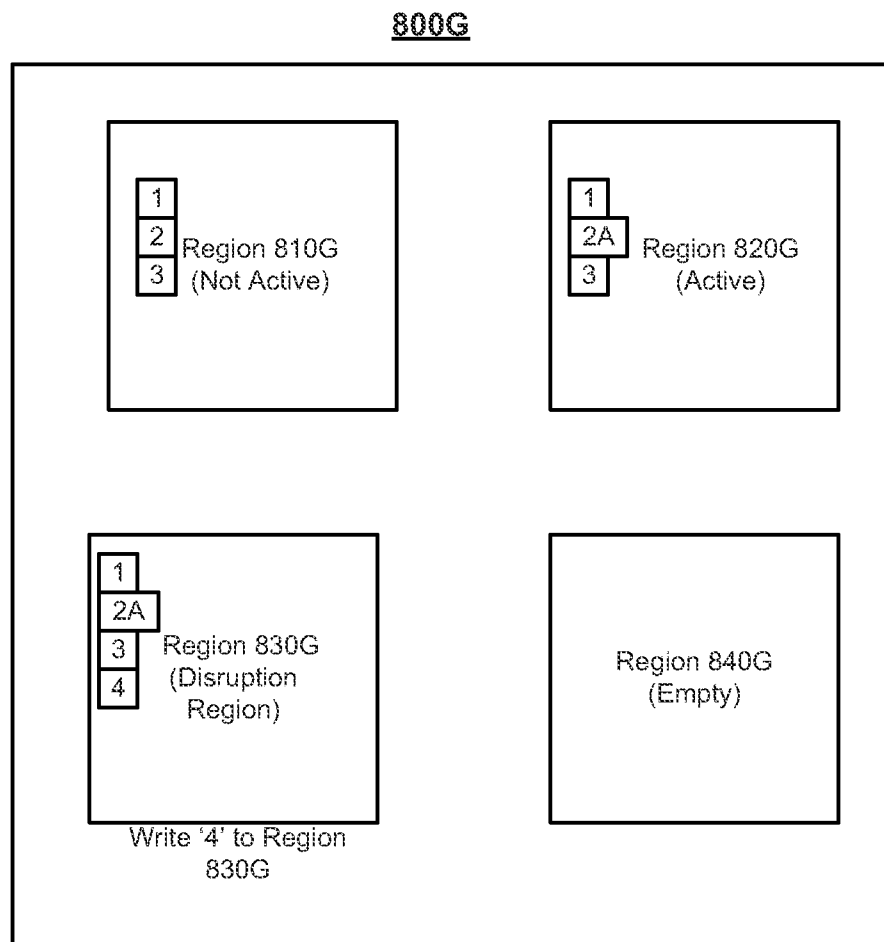 800G
1
2
3
Region 810G
(Not Active)
1
2A
3
Region 820G
(Active)
1
2A
3
4
Region 830G
(Disruption
Region)
Write ‘4’ to Region
830G
Region 840G
(Empty)